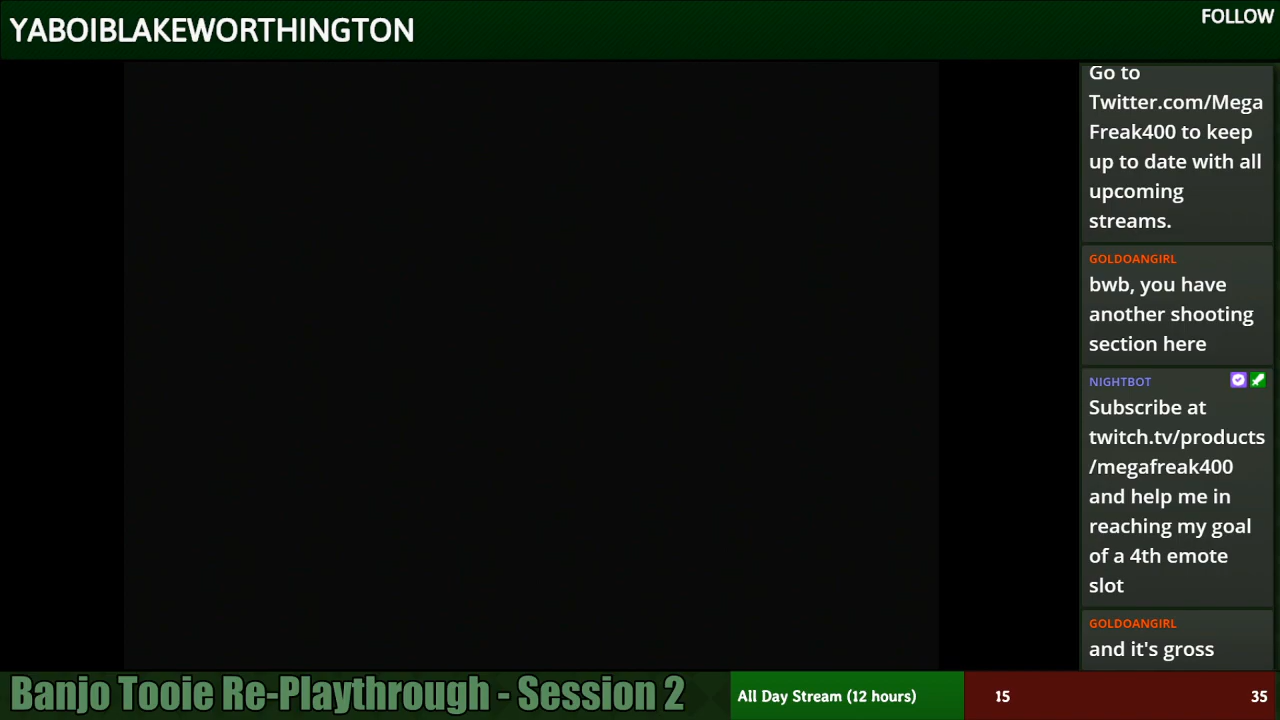 YABOIBLAKEWORTHINGTON
FOLLOW
Go to
Twitter.com/Mega
Freak400 to keep
up to date with all
upcoming
streams.
GOLDOANGIRL
bwb, you have
another shooting
section here
NIGHTBOT
Subscribe at
twitch.tv/products
/megafreak400
and help me in
reaching my goal
of a 4th emote
slot
GOLDOANGIRL
and it's gross
Banjo Tooie Re-Playthrough - Session 2
All Day Stream (12 hours)
15
35